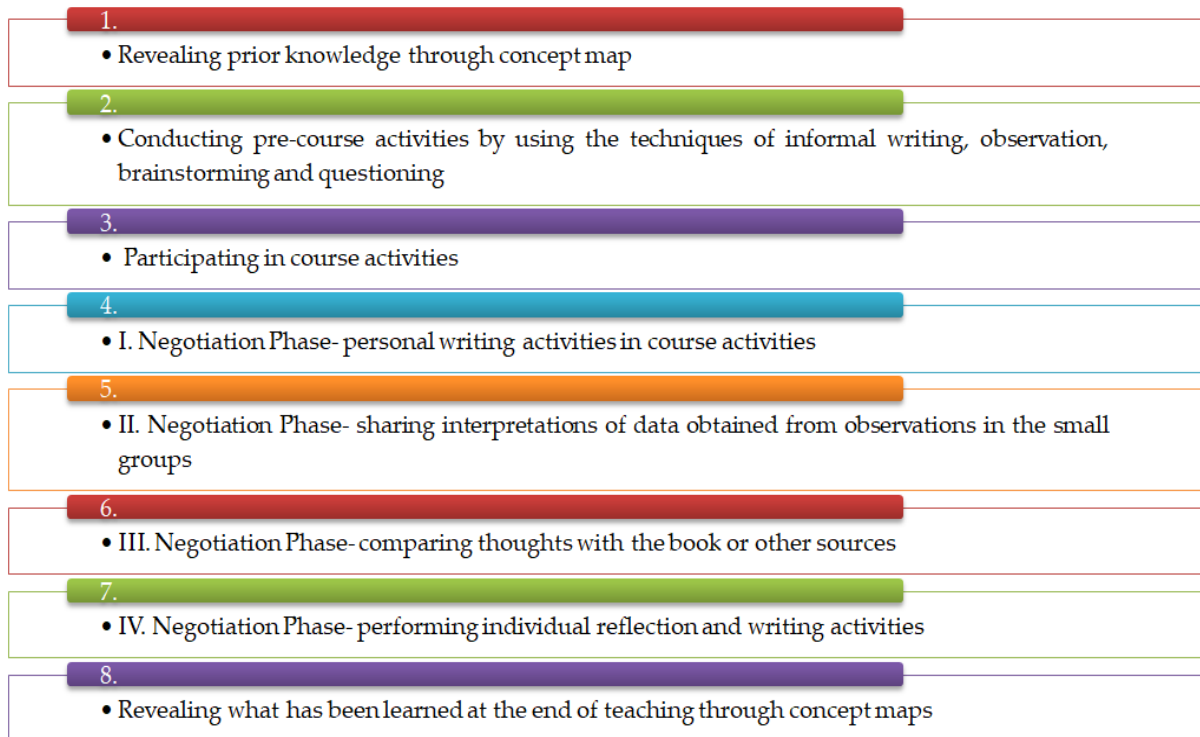 1.
• Revealing prior knowledge through concept map
2.
• Conducting pre-course activities by using the techniques of informal writing, observation,
brainstorming and questioning
3.
• Participating in course activities
4.
• I. Negotiation Phase- personal writing activities in course activities
5.
• II. Negotiation Phase- sharing interpretations of data obtained from observations in the small
groups
6.
• III. Negotiation Phase- comparing thoughts with the book or other sources
7.
• IV. Negotiation Phase- performing individual reflection and writing activities
8.
• Revealing what has been learned at the end of teaching through concept maps